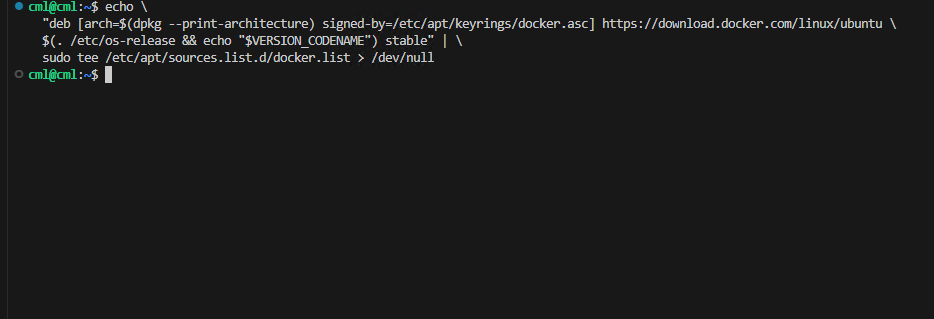 cml@cml:~$ echo \
"deb [arch=$(dpkg --print-architecture) signed-by=/etc/apt/keyrings/docker.asc] https://download.docker.com/linux/ubuntu \
$(. /etc/os-release && echo "$VERSION_CODENAME") stable" | \
sudo tee /etc/apt/sources.list.d/docker.list > /dev/null
cml@cml:~$